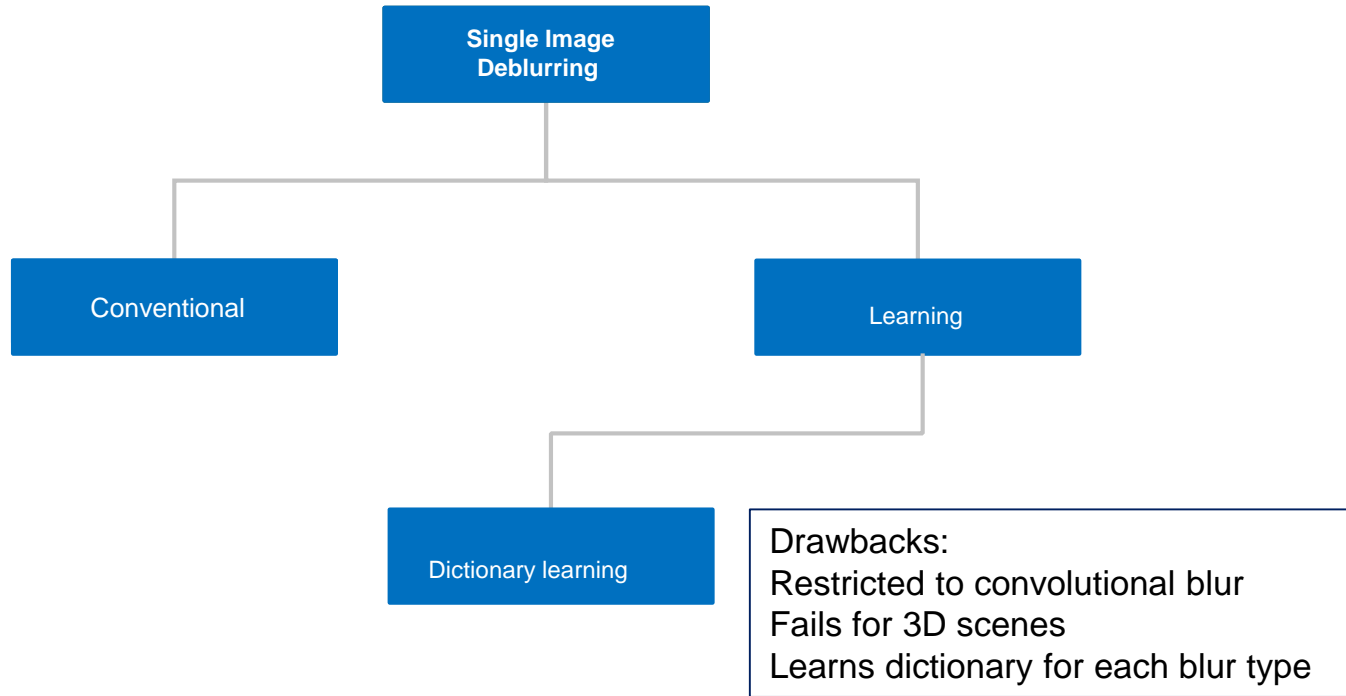 Single Image
Deblurring
Conventional
Learning
Dictionary learning
Drawbacks:
Restricted to convolutional blur
Fails for 3D scenes
Learns dictionary for each blur type